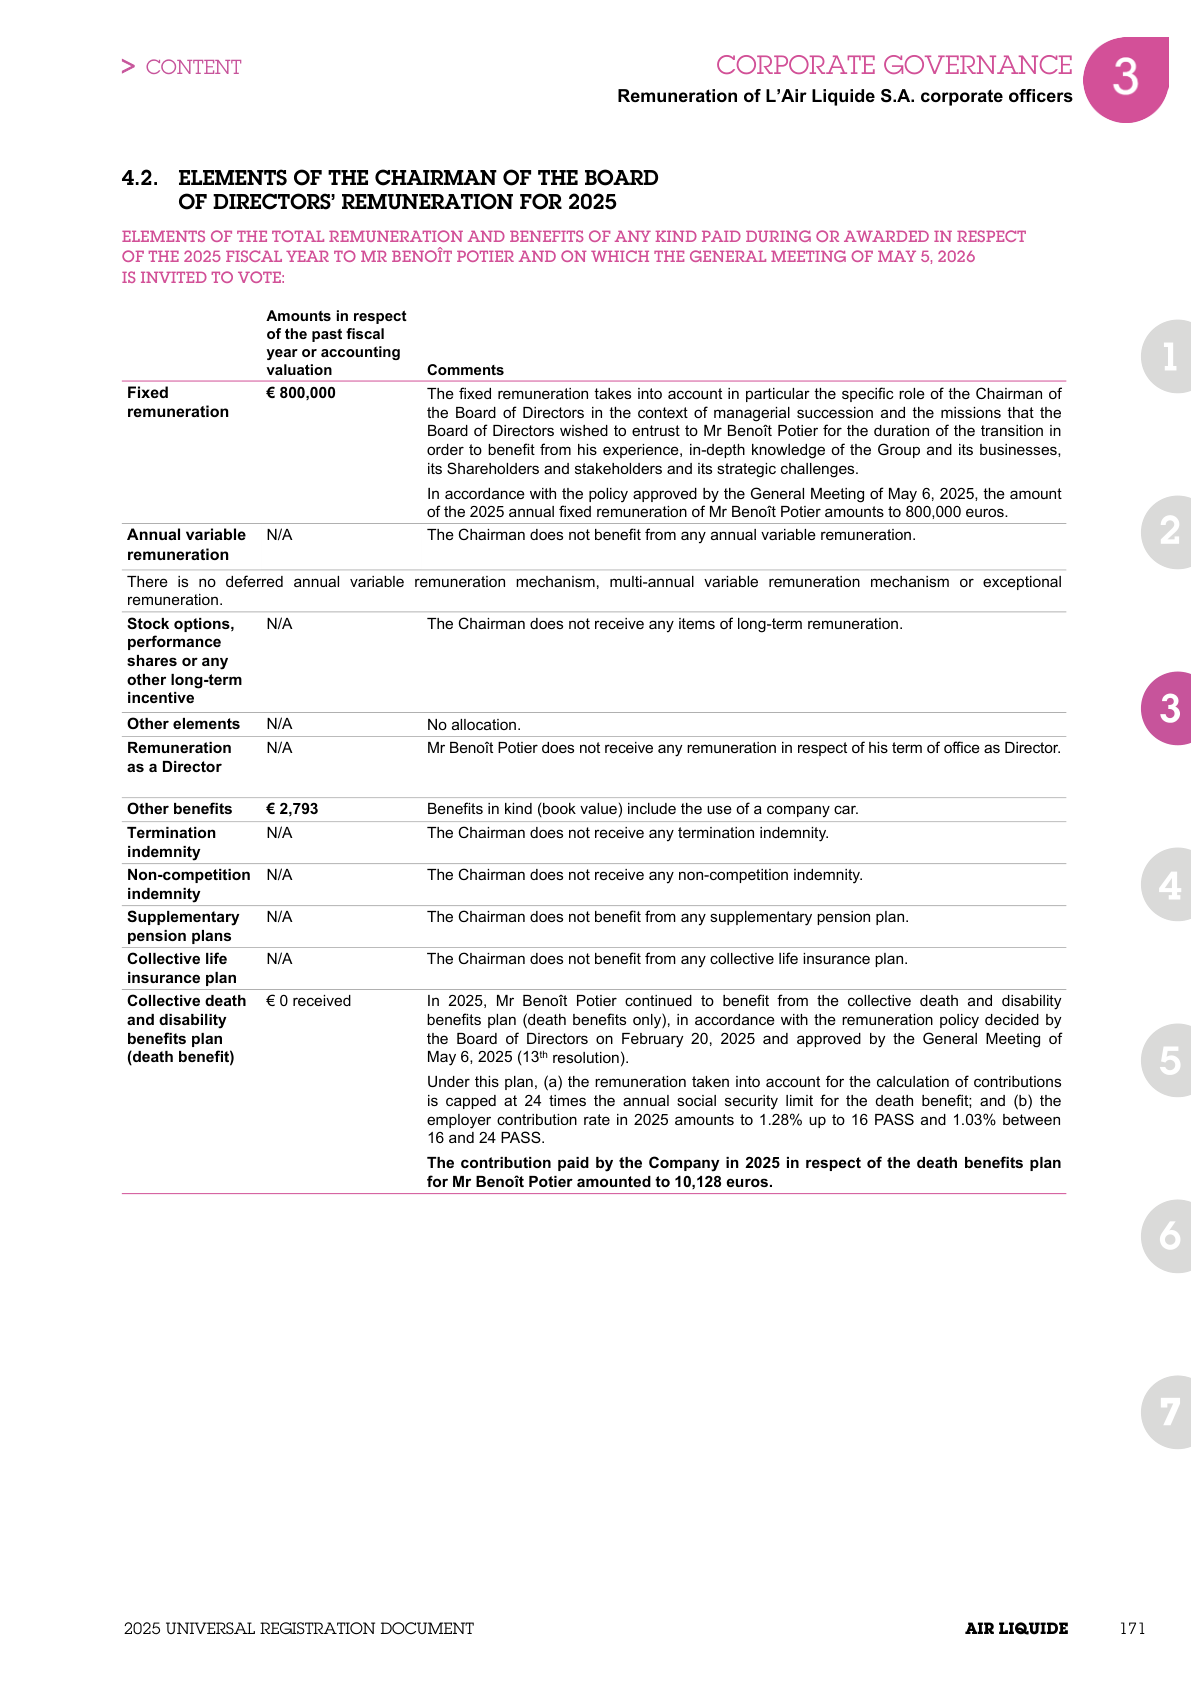 > CONTENT
CORPORATE GOVERNANCE
3
Remuneration of L’Air Liquide S.A. corporate officers
4.2. ELEMENTS OF THE CHAIRMAN OF THE BOARD
OF DIRECTORS’ REMUNERATION FOR 2025
ELEMENTS OF THE TOTAL REMUNERATION AND BENEFITS OF ANY KIND PAID DURING OR AWARDED IN RESPECT
OF THE 2025 FISCAL YEAR TO MR BENOÎT POTIER AND ON WHICH THE GENERAL MEETING OF MAY 5, 2026
IS INVITED TO VOTE:
Amounts in respect
of the past fiscal
year or accounting
valuation
Comments
Fixed
remuneration
€ 800,000
The fixed remuneration takes into account in particular the specific role of the Chairman of
the Board of Directors in the context of managerial succession and the missions that the
Board of Directors wished to entrust to Mr Benoît Potier for the duration of the transition in
order to benefit from his experience, in-depth knowledge of the Group and its businesses,
its Shareholders and stakeholders and its strategic challenges.
In accordance with the policy approved by the General Meeting of May 6, 2025, the amount
of the 2025 annual fixed remuneration of Mr Benoît Potier amounts to 800,000 euros.
Annual variable
remuneration
N/A
The Chairman does not benefit from any annual variable remuneration.
There is no deferred annual variable remuneration mechanism, multi-annual variable remuneration mechanism or exceptional
remuneration.
Stock options,
performance
shares or any
other long-term
incentive
N/A
The Chairman does not receive any items of long-term remuneration.
Other elements
N/A
No allocation.
Remuneration
as a Director
N/A
Mr Benoît Potier does not receive any remuneration in respect of his term of office as Director.
Other benefits
€ 2,793
Benefits in kind (book value) include the use of a company car.
Termination
indemnity
N/A
The Chairman does not receive any termination indemnity.
Non-competition
indemnity
N/A
The Chairman does not receive any non-competition indemnity.
Supplementary
pension plans
N/A
The Chairman does not benefit from any supplementary pension plan.
Collective life
insurance plan
N/A
The Chairman does not benefit from any collective life insurance plan.
Collective death
and disability
benefits plan
(death benefit)
€ 0 received
In 2025, Mr Benoît Potier continued to benefit from the collective death and disability
benefits plan (death benefits only), in accordance with the remuneration policy decided by
the Board of Directors on February 20, 2025 and approved by the General Meeting of
May 6, 2025 (13th resolution).
Under this plan, (a) the remuneration taken into account for the calculation of contributions
is capped at 24 times the annual social security limit for the death benefit; and (b) the
employer contribution rate in 2025 amounts to 1.28% up to 16 PASS and 1.03% between
16 and 24 PASS.
The contribution paid by the Company in 2025 in respect of the death benefits plan
for Mr Benoît Potier amounted to 10,128 euros.
1
2
3
4
5
6
7
2025 UNIVERSAL REGISTRATION DOCUMENT
AIR LIQUIDE
171